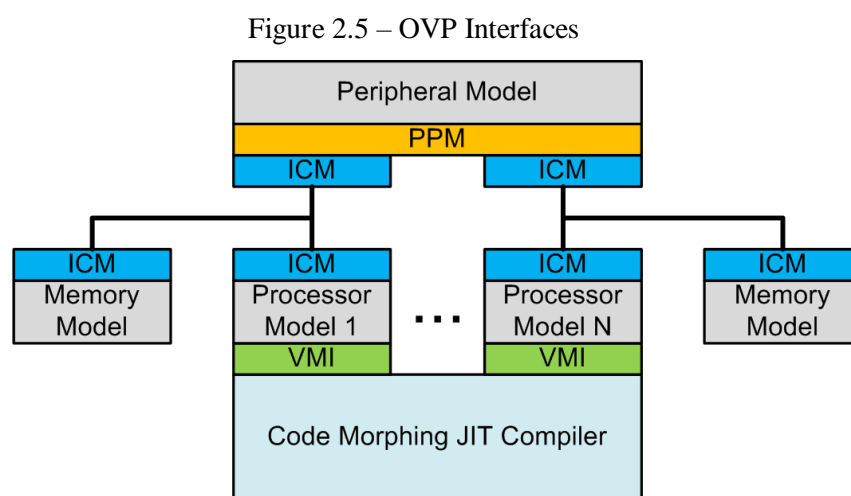 Figure 2.5 – OVP Interfaces
Peripheral Model
PPM
ICM
ICM
ICM
Memory
Model
ICM
Processor
Model 1
VMI
...
ICM
Processor
Model N
VMI
ICM
Memory
Model
Code Morphing JIT Compiler